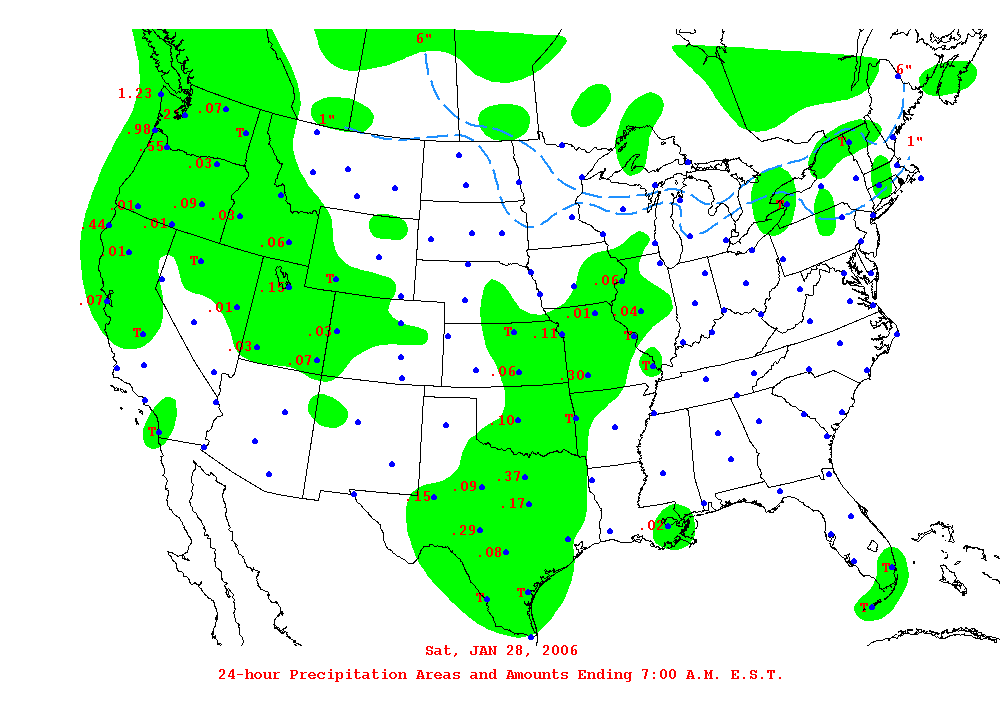 6"
6"
1.23
.07
1"
.98
T
T
1"
.55
.03
.01
.09
.03
T
.44
.01
.01
.06
T
T
.06
.15
.07
.01
.01
.04
T
.03
T
.11
T
.03
.07
T
.06
.30
.10
T
T
.37
.09
.15
.17
.02
.29
.08
T
T
T
T
Sat, JAN 28, 2006
24-hour Precipitation Areas and Amounts Ending 7:00 A.M. E.S.T.